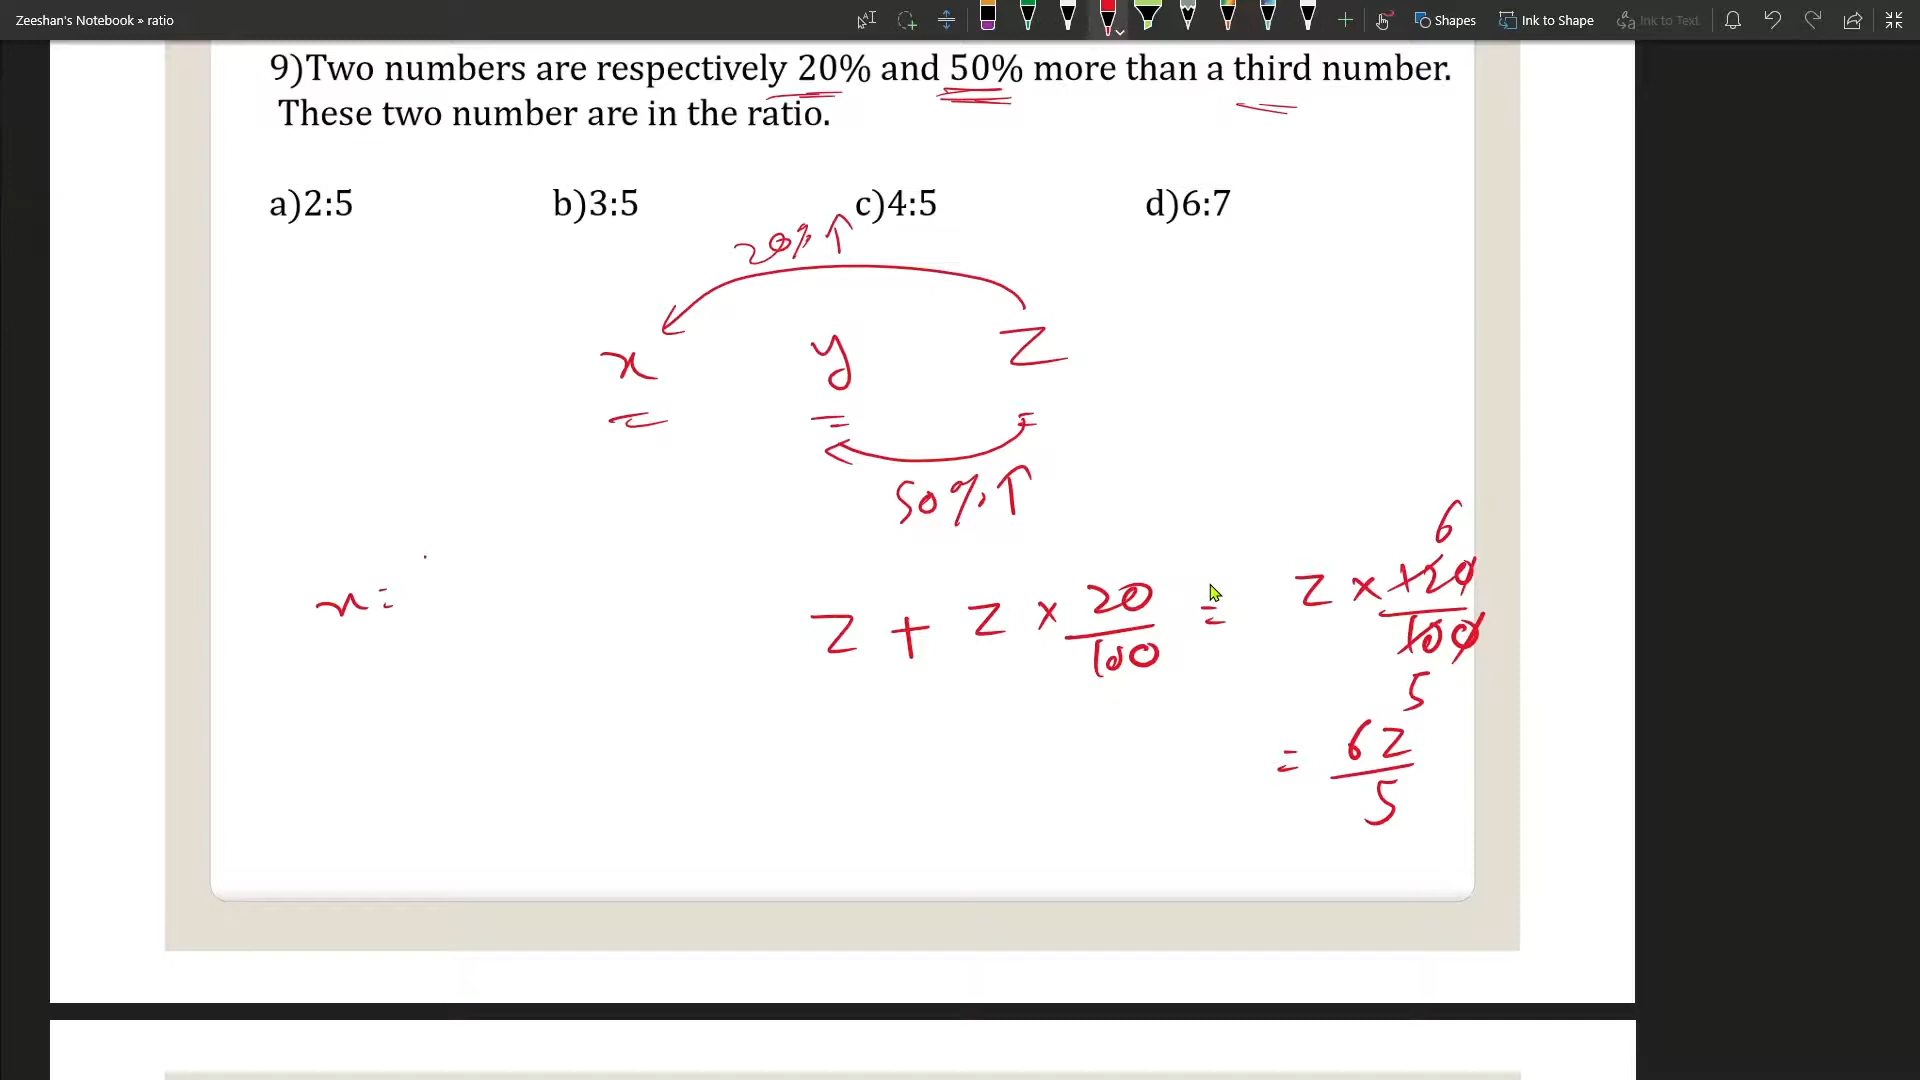 Zeeshan's Notebook » ratio
Shapes
Ink to Shape
Ink to Text
9)Two numbers are respectively 20% and 50% more than a third number.
These two number are in the ratio.
a)2:5 b)3:5 c)4:5 d)6:7
20% ↑
x y z
50% ↑
x =
z + z × 20/100 = z × 120/100
6
5
= 6z/5